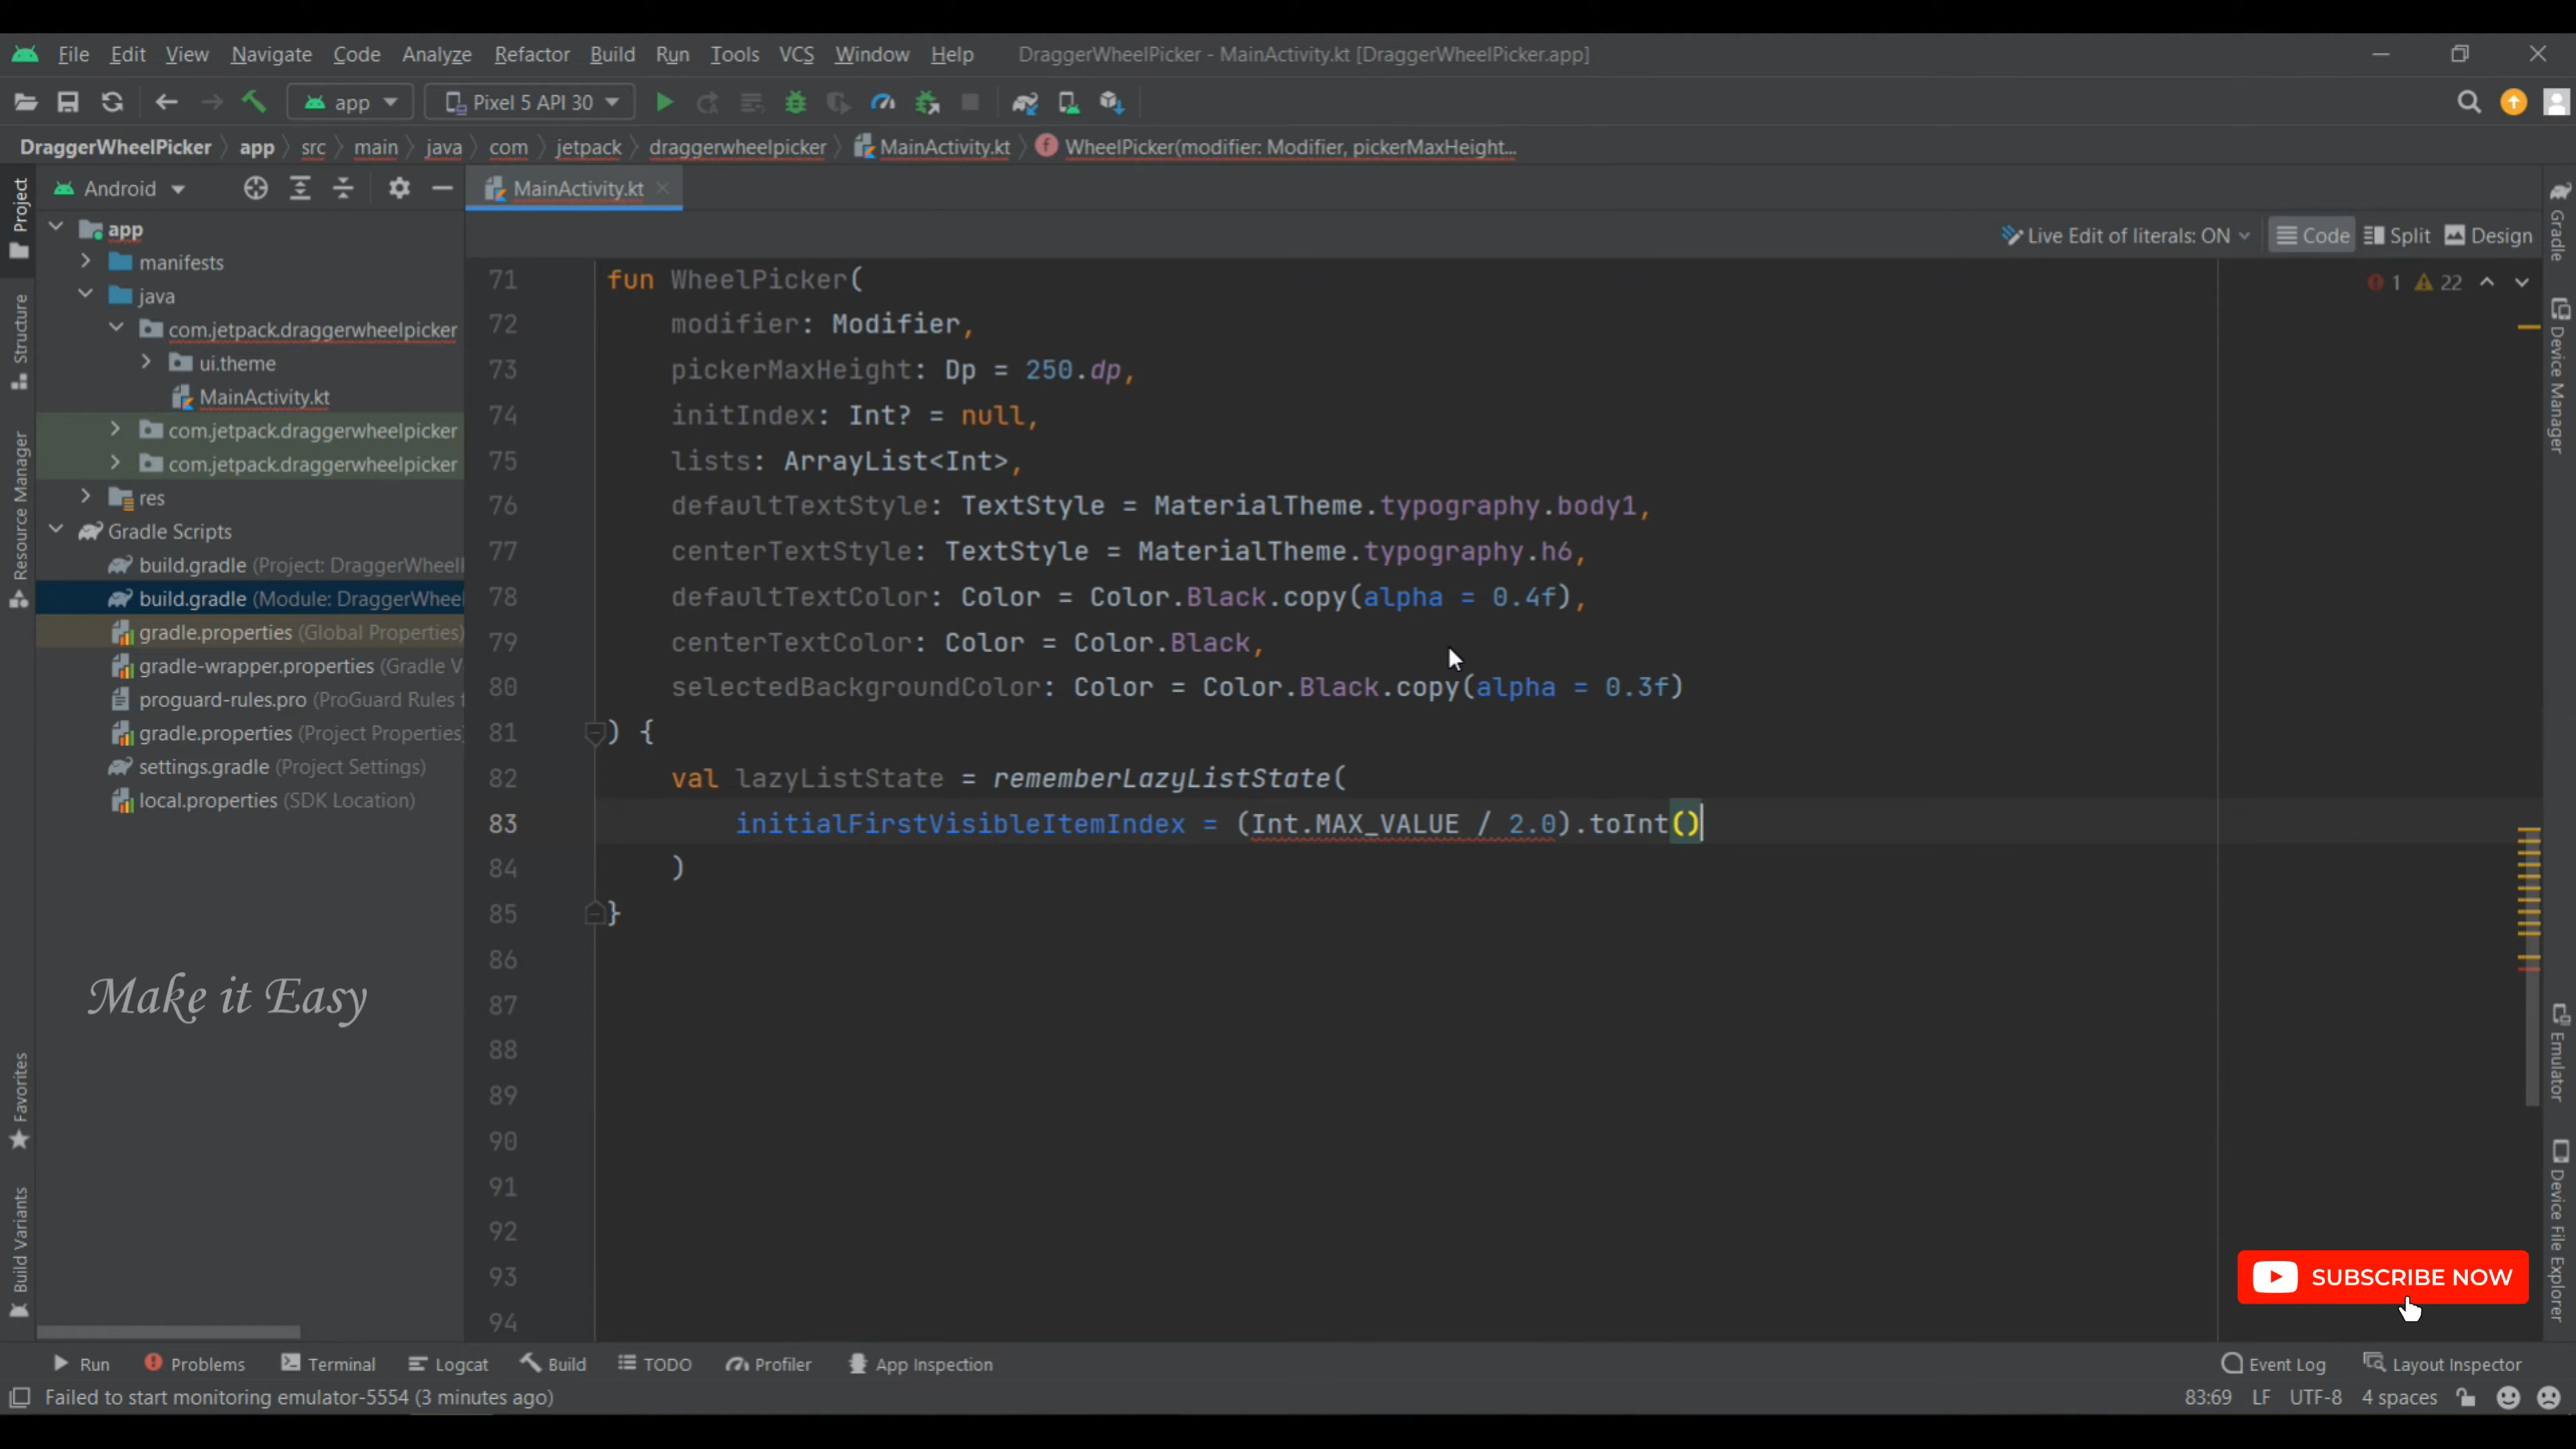 File Edit View Navigate Code Analyze Refactor Build Run Tools VCS Window Help DraggerWheelPicker - MainActivity.kt [DraggerWheelPicker.app]
app Pixel 5 API 30
DraggerWheelPicker app src main java com jetpack draggerwheelpicker MainActivity.kt WheelPicker(modifier: Modifier, pickerMaxHeight...
Android MainActivity.kt
Live Edit of literals: ON Code Split Design
1 22
Project
Structure
Resource Manager
Favorites
Build Variants
app
manifests
java
com.jetpack.draggerwheelpicker
ui.theme
MainActivity.kt
com.jetpack.draggerwheelpicker
com.jetpack.draggerwheelpicker
res
Gradle Scripts
build.gradle (Project: DraggerWheel
build.gradle (Module: DraggerWheel
gradle.properties (Global Properties)
gradle-wrapper.properties (Gradle V
proguard-rules.pro (ProGuard Rules f
gradle.properties (Project Properties)
settings.gradle (Project Settings)
local.properties (SDK Location)
Make it Easy
71 fun WheelPicker(
72 modifier: Modifier,
73 pickerMaxHeight: Dp = 250.dp,
74 initIndex: Int? = null,
75 lists: ArrayList<Int>,
76 defaultTextStyle: TextStyle = MaterialTheme.typography.body1,
77 centerTextStyle: TextStyle = MaterialTheme.typography.h6,
78 defaultTextColor: Color = Color.Black.copy(alpha = 0.4f),
79 centerTextColor: Color = Color.Black,
80 selectedBackgroundColor: Color = Color.Black.copy(alpha = 0.3f)
81 ) {
82 val lazyListState = rememberLazyListState(
83 initialFirstVisibleItemIndex = (Int.MAX_VALUE / 2.0).toInt()
84 )
85 }
86
87
88
89
90
91
92
93
94
Gradle
Device Manager
Emulator
Device File Explorer
SUBSCRIBE NOW
Run Problems Terminal Logcat Build TODO Profiler App Inspection Event Log Layout Inspector
Failed to start monitoring emulator-5554 (3 minutes ago) 83:69 LF UTF-8 4 spaces